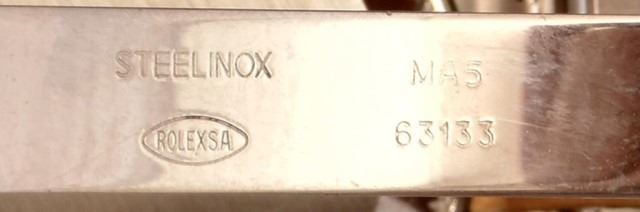 STEELINOX MA5
ROLEXSA 63133